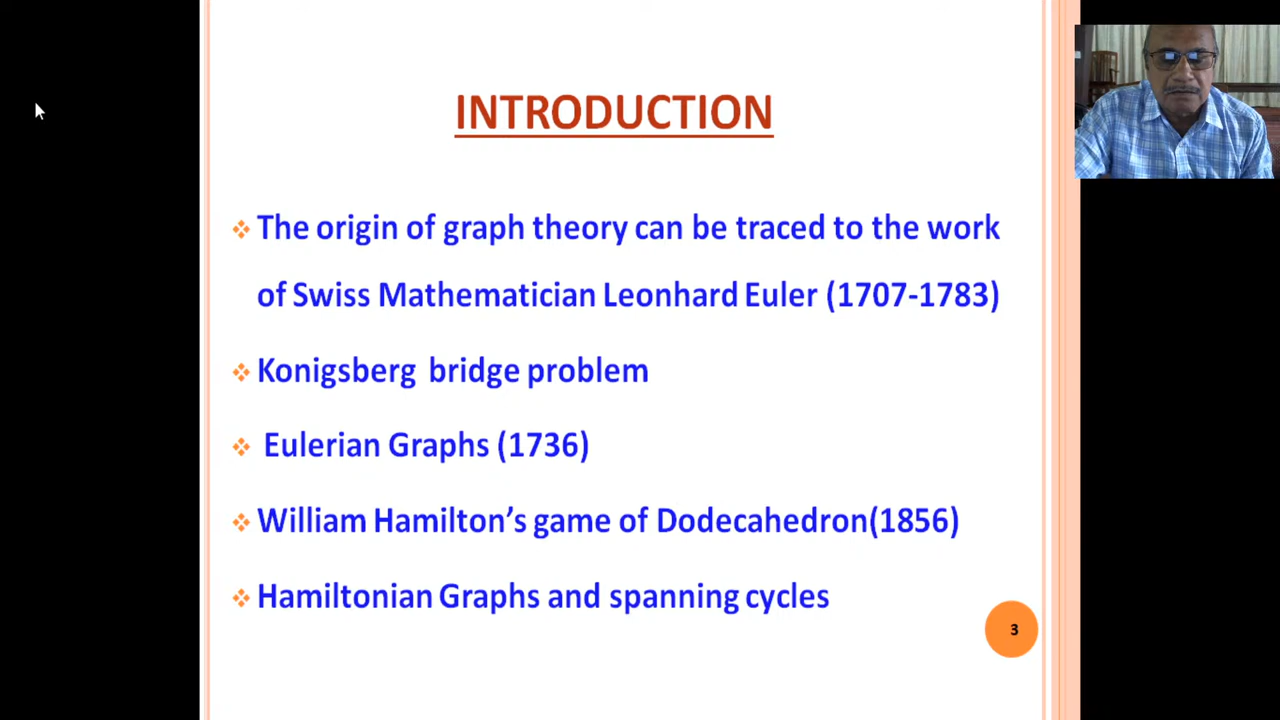 INTRODUCTION
The origin of graph theory can be traced to the work
of Swiss Mathematician Leonhard Euler (1707-1783)
Konigsberg bridge problem
Eulerian Graphs (1736)
William Hamilton’s game of Dodecahedron(1856)
Hamiltonian Graphs and spanning cycles
3